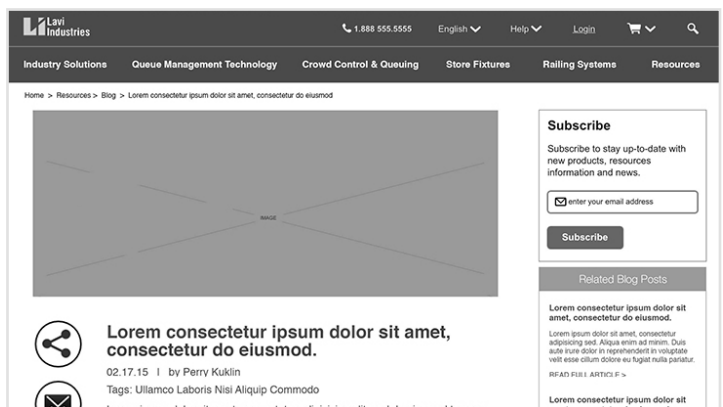 Lavi
Industries
1.888 555.5555 English Help Login
Industry Solutions Queue Management Technology Crowd Control & Queuing Store Fixtures Railing Systems Resources
Home > Resources > Blog > Lorem consectetur ipsum dolor sit amet, consectetur do eiusmod
IMAGE
Subscribe
Subscribe to stay up-to-date with
new products, resources
information and news.
enter your email address
Subscribe
Related Blog Posts
Lorem consectetur ipsum dolor sit
amet, consectetur do eiusmod.
Lorem ipsum dolor sit amet, consectetur
adipisicing sed. Aliqua enim ad minim. Duis
aute irure dolor in reprehenderit in voluptate
velit esse cillum dolore eu fugiat nulla pariatur.
READ FULL ARTICLE >
Lorem consectetur ipsum dolor sit
Lorem consectetur ipsum dolor sit amet,
consectetur do eiusmod.
02.17.15 | by Perry Kuklin
Tags: Ullamco Laboris Nisi Aliquip Commodo